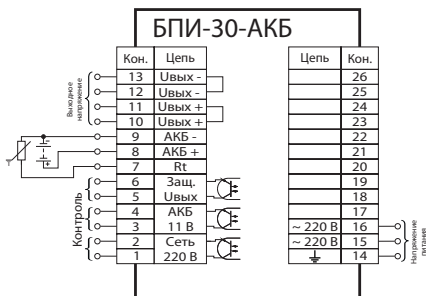 БПИ-30-АКБ
Кон. Цепь
13 Uвых -
12 Uвых -
11 Uвых +
10 Uвых +
9 АКБ -
8 АКБ +
7 Rt
6 Защ.
5 Uвых
4 АКБ
3 11 В
2 Сеть
1 220 В
Выходное
напряжение
Контроль
T
-
+
Цепь Кон.
26
25
24
23
22
21
20
19
18
17
~ 220 В 16
~ 220 В 15
14
Напряжение
питания